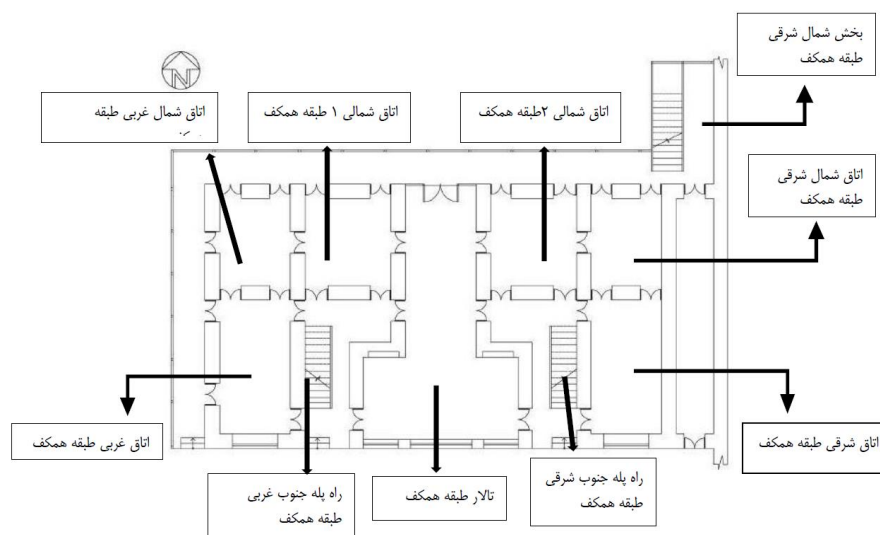 بخش شمال شرقی
طبقه همکف
N
اتاق شمال غربی طبقه
اتاق شمالی ۱ طبقه همکف
اتاق شمالی ۲طبقه همکف
اتاق شمال شرقی
طبقه همکف
اتاق غربی طبقه همکف
راه پله جنوب غربی
طبقه همکف
تالار طبقه همکف
راه پله جنوب شرقی
طبقه همکف
اتاق شرقی طبقه همکف